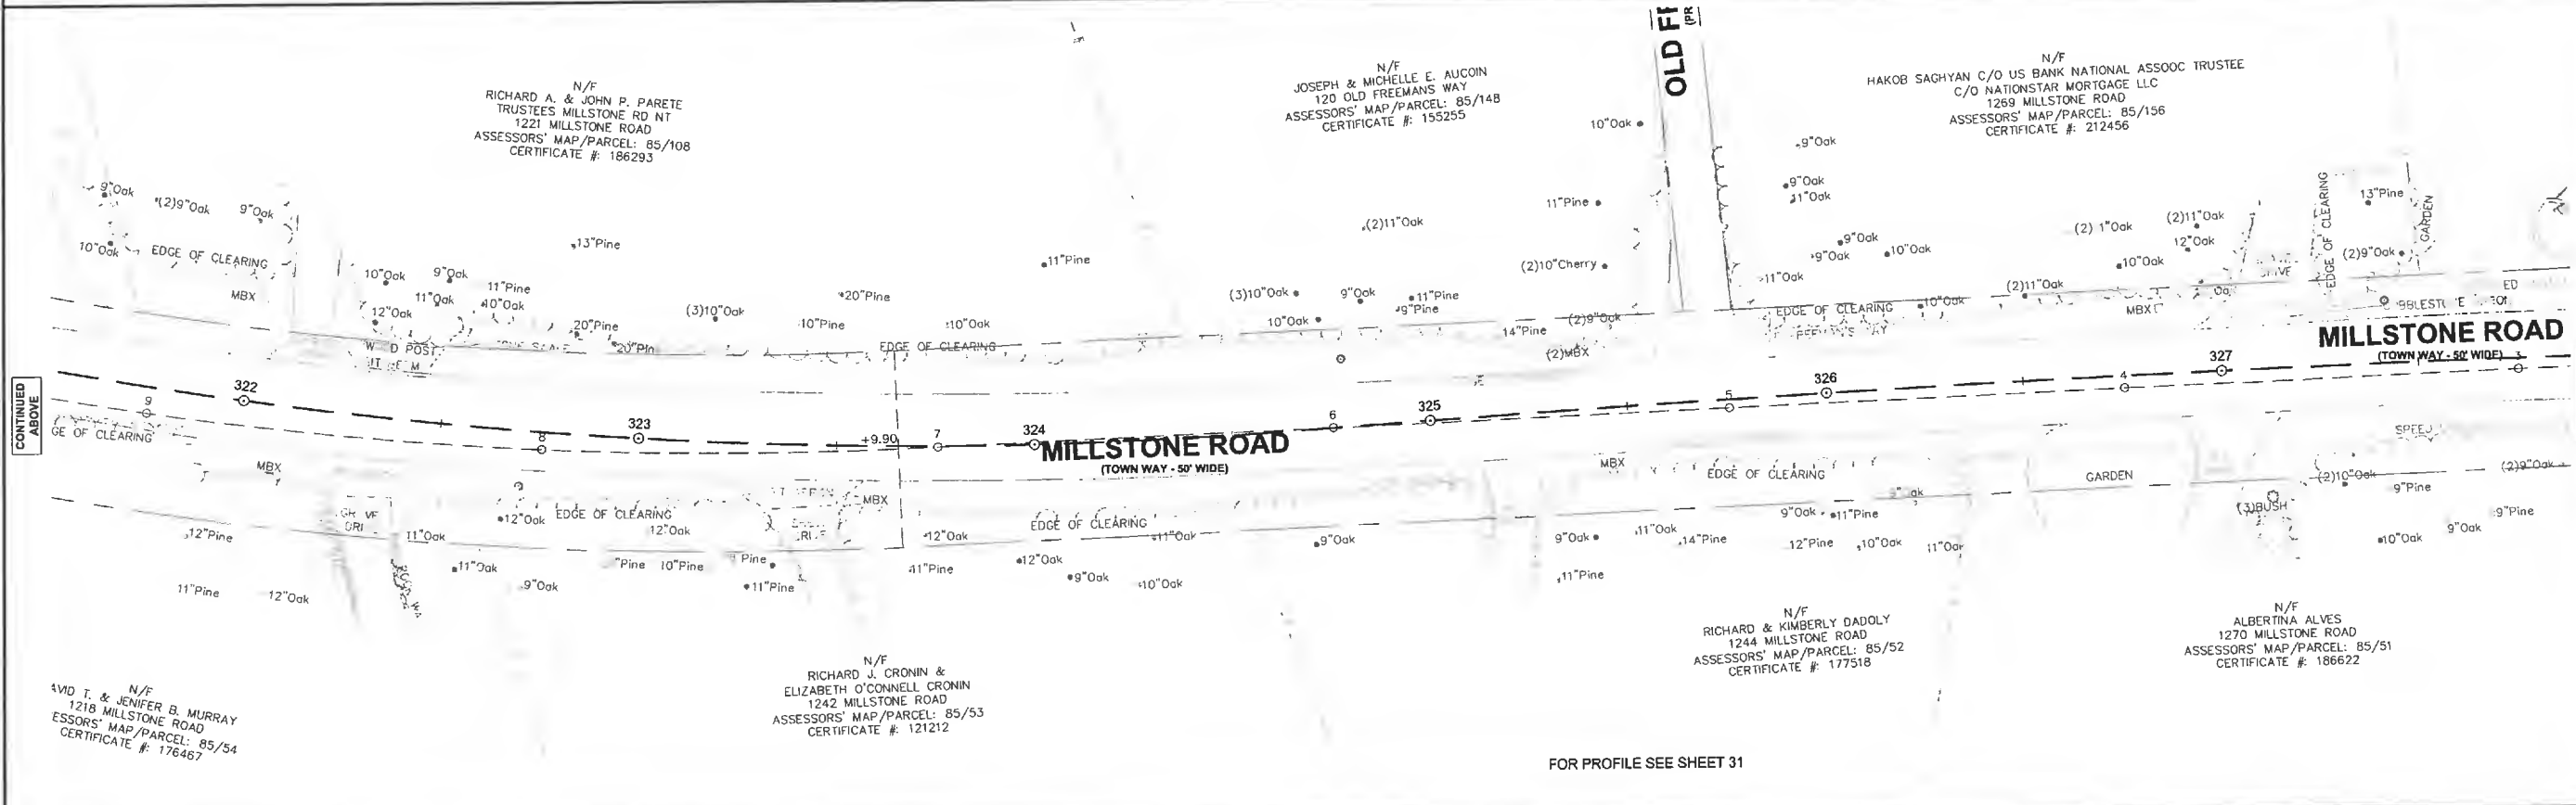 OLD
N/F
RICHARD A. & JOHN P. PARETE
TRUSTEES MILLSTONE RD NT
1221 MILLSTONE ROAD
ASSESSORS' MAP/PARCEL: 85/108
CERTIFICATE #: 186293
N/F
JOSEPH & MICHELLE E. AUCOIN
120 OLD FREEMANS WAY
ASSESSORS' MAP/PARCEL: 85/148
CERTIFICATE #: 155255
N/F
HAKOB SAGHYAN C/O US BANK NATIONAL ASSOOC TRUSTEE
C/O NATIONSTAR MORTGAGE LLC
1269 MILLSTONE ROAD
ASSESSORS' MAP/PARCEL: 85/156
CERTIFICATE #: 212456
9"Oak
(2)9"Oak
9"Oak
10"Oak
EDGE OF CLEARING
MBX
13"Pine
10"Oak
9"Oak
11"Pine
11"Oak
10"Oak
12"Oak
20"Pine
(3)10"Oak
20"Pine
10"Pine
10"Oak
11"Pine
EDGE OF CLEARING
POST
10"Oak
11"Pine
(2)11"Oak
(2)10"Cherry
(3)10"Oak
9"Oak
11"Pine
9"Pine
10"Oak
14"Pine
(2)9"Oak
(2)MBX
9"Oak
9"Oak
11"Oak
9"Oak
9"Oak
10"Oak
11"Oak
EDGE OF CLEARING
10"Oak
(2)11"Oak
MBX
(2)11"Oak
12"Oak
10"Oak
EDGE OF CLEARING
13"Pine
GARDEN
(2)9"Oak
MILLSTONE ROAD
(TOWN WAY - 50' WIDE)
CONTINUED
ABOVE
9
322
8
323
+9.90
7
324
MILLSTONE ROAD
(TOWN WAY - 50' WIDE)
6
325
5
326
4
327
3
GE OF CLEARING
MBX
12"Pine
11"Pine
12"Oak
11"Oak
12"Oak
EDGE OF CLEARING
12"Oak
11"Oak
9"Oak
"Pine
10"Pine
Pine
11"Pine
MBX
12"Oak
EDGE OF CLEARING
11"Oak
11"Pine
12"Oak
9"Oak
10"Oak
9"Oak
MBX
EDGE OF CLEARING
9"Oak
11"Pine
9"Oak
11"Oak
14"Pine
12"Pine
10"Oak
11"Pine
GARDEN
(3)BUSH
(2)10"Oak
(2)9"Oak
9"Pine
9"Pine
9"Oak
10"Oak
N/F
JENIFER B. MURRAY
1218 MILLSTONE ROAD
ESSORS' MAP/PARCEL: 85/54
CERTIFICATE #: 176467
N/F
RICHARD J. CRONIN &
ELIZABETH O'CONNELL CRONIN
1242 MILLSTONE ROAD
ASSESSORS' MAP/PARCEL: 85/53
CERTIFICATE #: 121212
N/F
RICHARD & KIMBERLY DADOLY
1244 MILLSTONE ROAD
ASSESSORS' MAP/PARCEL: 85/52
CERTIFICATE #: 177518
N/F
ALBERTINA ALVES
1270 MILLSTONE ROAD
ASSESSORS' MAP/PARCEL: 85/51
CERTIFICATE #: 186622
FOR PROFILE SEE SHEET 31